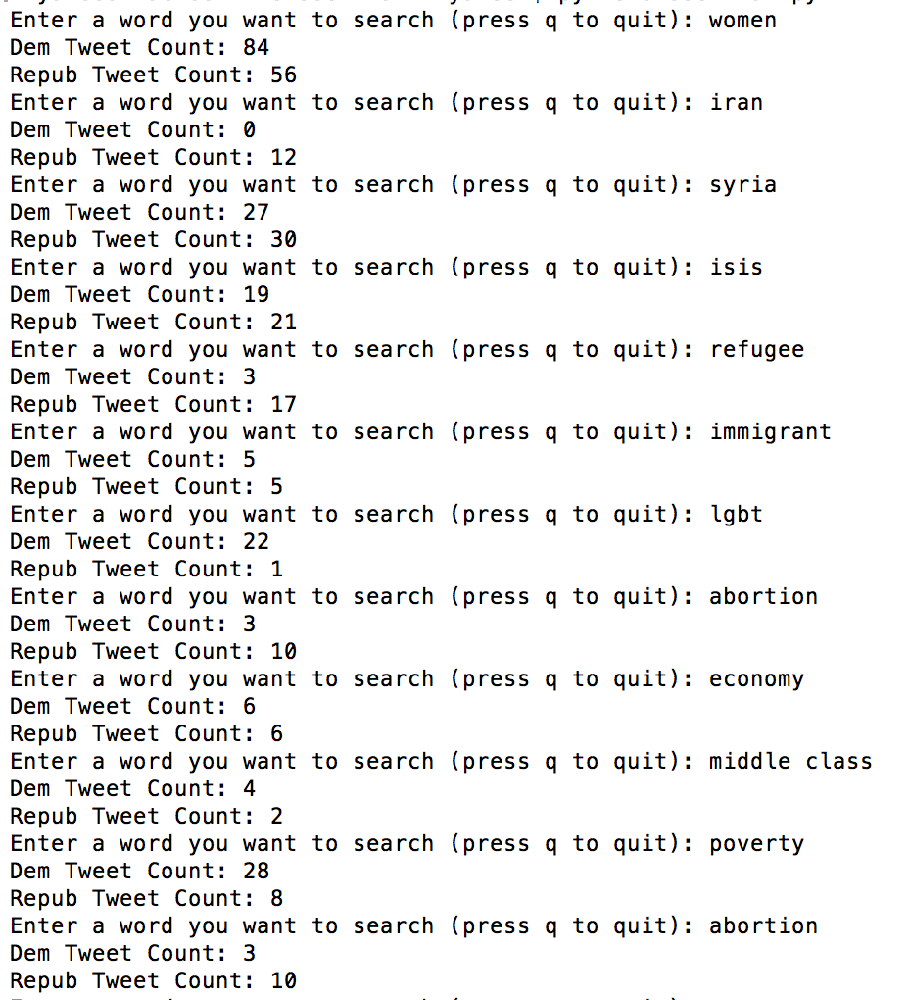 Enter a word you want to search (press q to quit): women
Dem Tweet Count: 84
Repub Tweet Count: 56
Enter a word you want to search (press q to quit): iran
Dem Tweet Count: 0
Repub Tweet Count: 12
Enter a word you want to search (press q to quit): syria
Dem Tweet Count: 27
Repub Tweet Count: 30
Enter a word you want to search (press q to quit): isis
Dem Tweet Count: 19
Repub Tweet Count: 21
Enter a word you want to search (press q to quit): refugee
Dem Tweet Count: 3
Repub Tweet Count: 17
Enter a word you want to search (press q to quit): immigrant
Dem Tweet Count: 5
Repub Tweet Count: 5
Enter a word you want to search (press q to quit): lgbt
Dem Tweet Count: 22
Repub Tweet Count: 1
Enter a word you want to search (press q to quit): abortion
Dem Tweet Count: 3
Repub Tweet Count: 10
Enter a word you want to search (press q to quit): economy
Dem Tweet Count: 6
Repub Tweet Count: 6
Enter a word you want to search (press q to quit): middle class
Dem Tweet Count: 4
Repub Tweet Count: 2
Enter a word you want to search (press q to quit): poverty
Dem Tweet Count: 28
Repub Tweet Count: 8
Enter a word you want to search (press q to quit): abortion
Dem Tweet Count: 3
Repub Tweet Count: 10